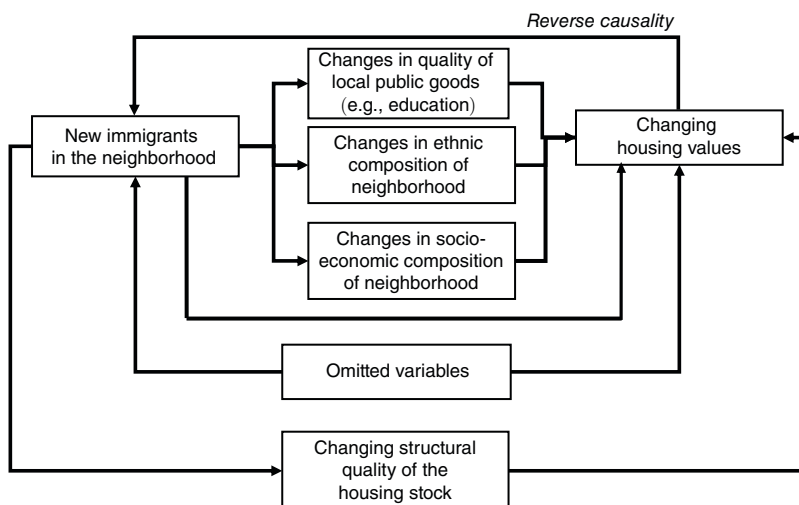 Reverse causality
Changes in quality of
local public goods
(e.g., education)
New immigrants
in the neighborhood
Changing
housing values
Changes in ethnic
composition of
neighborhood
Changes in socio-
economic composition
of neighborhood
Omitted variables
Changing structural
quality of the
housing stock